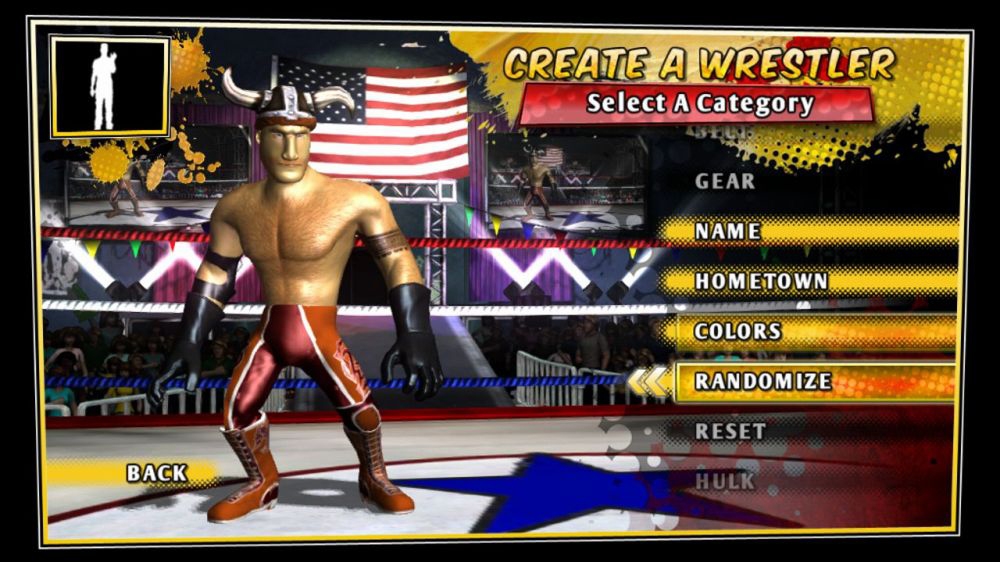 CREATE A WRESTLER
Select A Category
GEAR
NAME
HOMETOWN
COLORS
RANDOMIZE
RESET
HULK
BACK